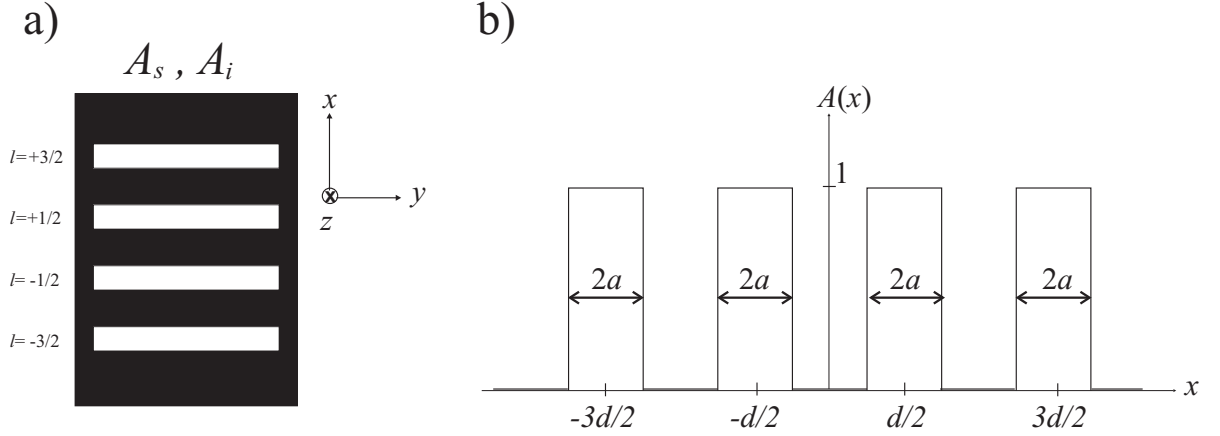 a)
A_s , A_i
l=+3/2
l=+1/2
l= -1/2
l= -3/2
x
y
z
b)
A(x)
1
2a
2a
2a
2a
x
-3d/2
-d/2
d/2
3d/2